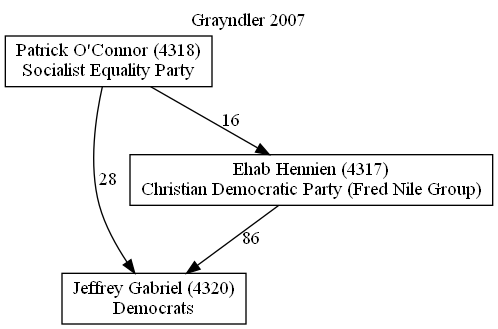 Grayndler 2007
Patrick O'Connor (4318)
Socialist Equality Party
16
Ehab Hennien (4317)
Christian Democratic Party (Fred Nile Group)
28
86
Jeffrey Gabriel (4320)
Democrats